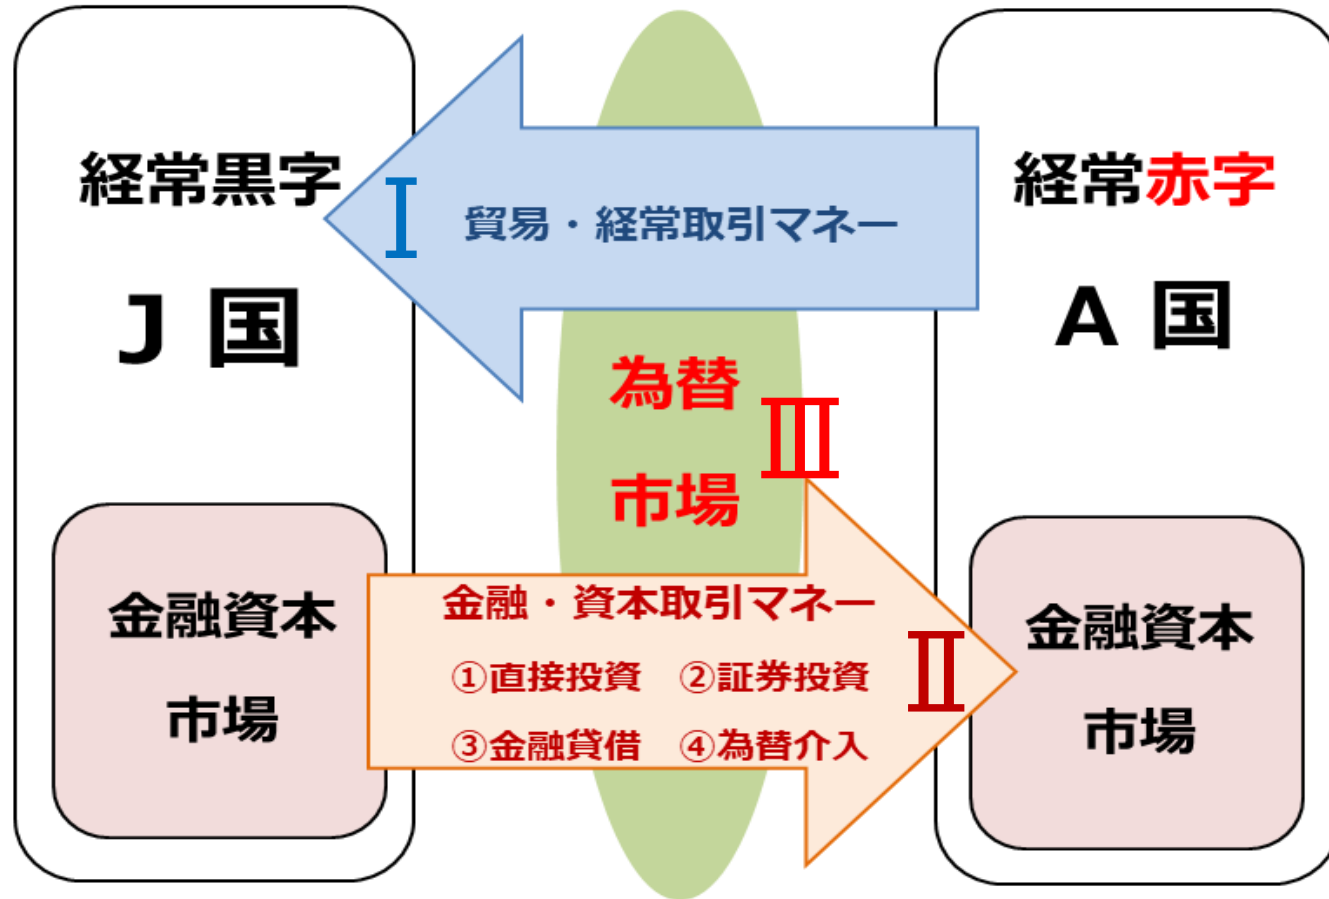 経常黒字
J 国
金融資本
市場
Ⅰ 貿易・経常取引マネー
為替
市場
Ⅲ
金融・資本取引マネー
①直接投資 ②証券投資
③金融貸借 ④為替介入
Ⅱ
経常赤字
A 国
金融資本
市場